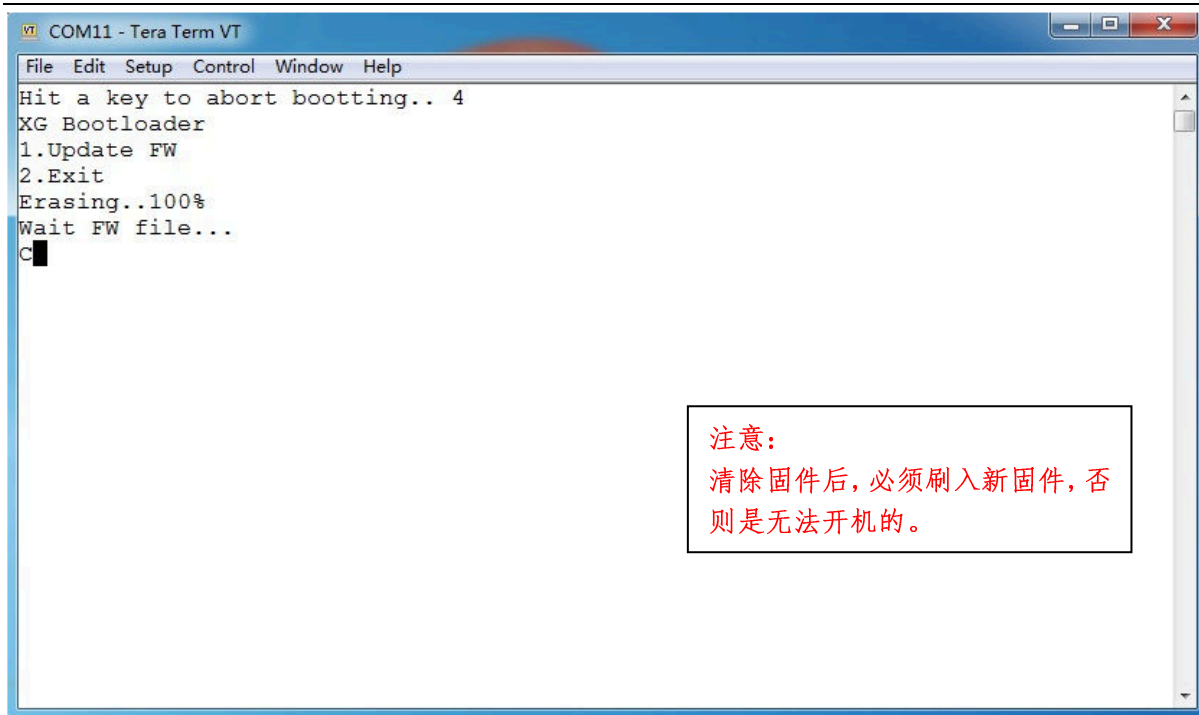 COM11 - Tera Term VT
File Edit Setup Control Window Help
Hit a key to abort bootting.. 4
XG Bootloader
1.Update FW
2.Exit
Erasing..100%
Wait FW file...
C
注意:
清除固件后,必须刷入新固件,否
则是无法开机的。